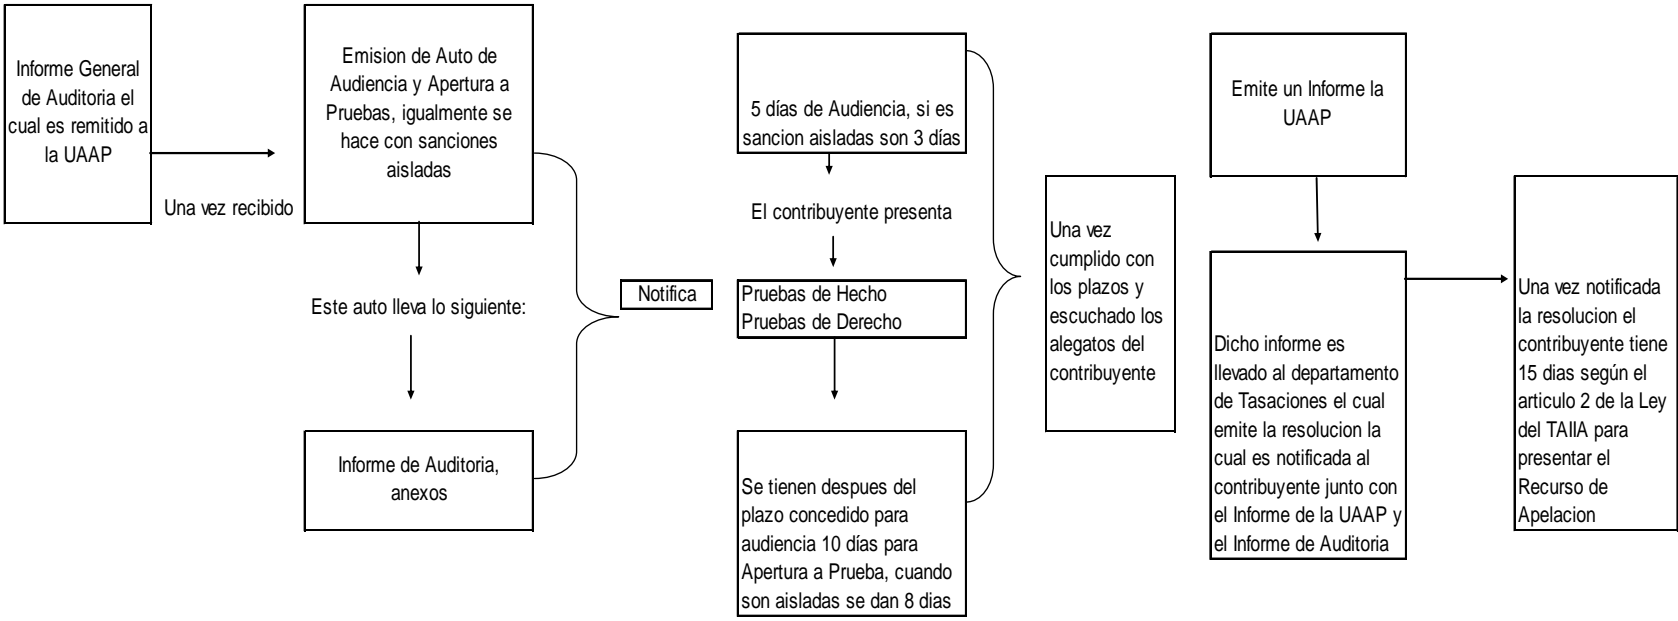 Informe General
de Auditoria el
cual es remitido a
la UAAP
Una vez recibido
Emision de Auto de
Audiencia y Apertura a
Pruebas, igualmente se
hace con sanciones
aisladas
Este auto lleva lo siguiente:
Informe de Auditoria,
anexos
Notifica
5 días de Audiencia, si es
sancion aisladas son 3 días
El contribuyente presenta
Pruebas de Hecho
Pruebas de Derecho
Se tienen despues del
plazo concedido para
audiencia 10 días para
Apertura a Prueba, cuando
son aisladas se dan 8 dias
Una vez
cumplido con
los plazos y
escuchado los
alegatos del
contribuyente
Emite un Informe la
UAAP
Dicho informe es
llevado al departamento
de Tasaciones el cual
emite la resolucion la
cual es notificada al
contribuyente junto con
el Informe de la UAAP y
el Informe de Auditoria
Una vez notificada
la resolucion el
contribuyente tiene
15 dias según el
articulo 2 de la Ley
del TAIIA para
presentar el
Recurso de
Apelacion